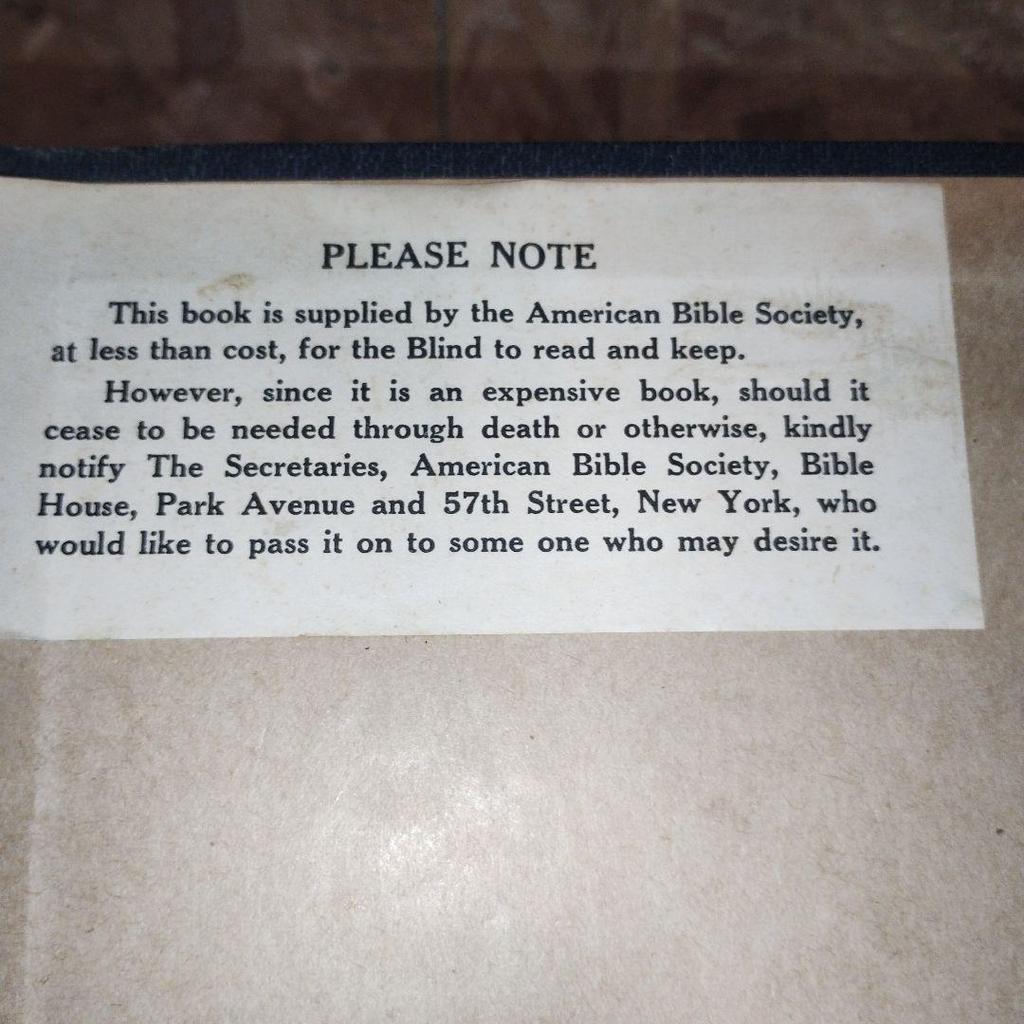 PLEASE NOTE
This book is supplied by the American Bible Society,
at less than cost, for the Blind to read and keep.
However, since it is an expensive book, should it
cease to be needed through death or otherwise, kindly
notify The Secretaries, American Bible Society, Bible
House, Park Avenue and 57th Street, New York, who
would like to pass it on to some one who may desire it.